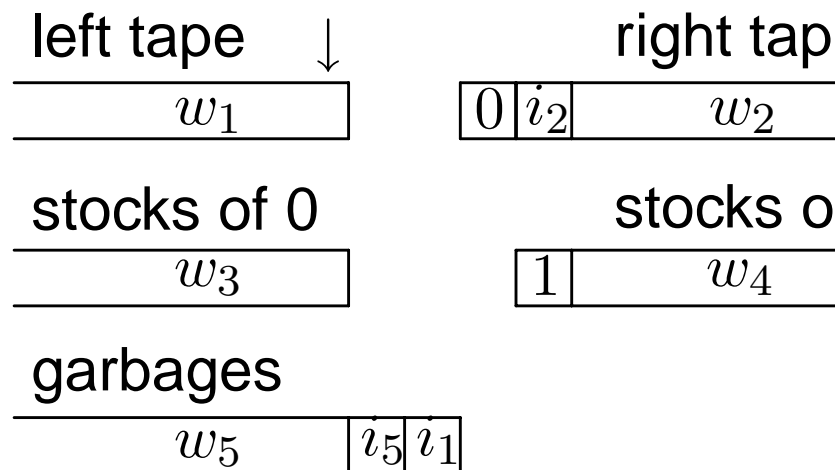 left tape ↓ right tap
w₁ 0 i₂ w₂
stocks of 0 stocks o
w₃ 1 w₄
garbages
w₅ i₅ i₁